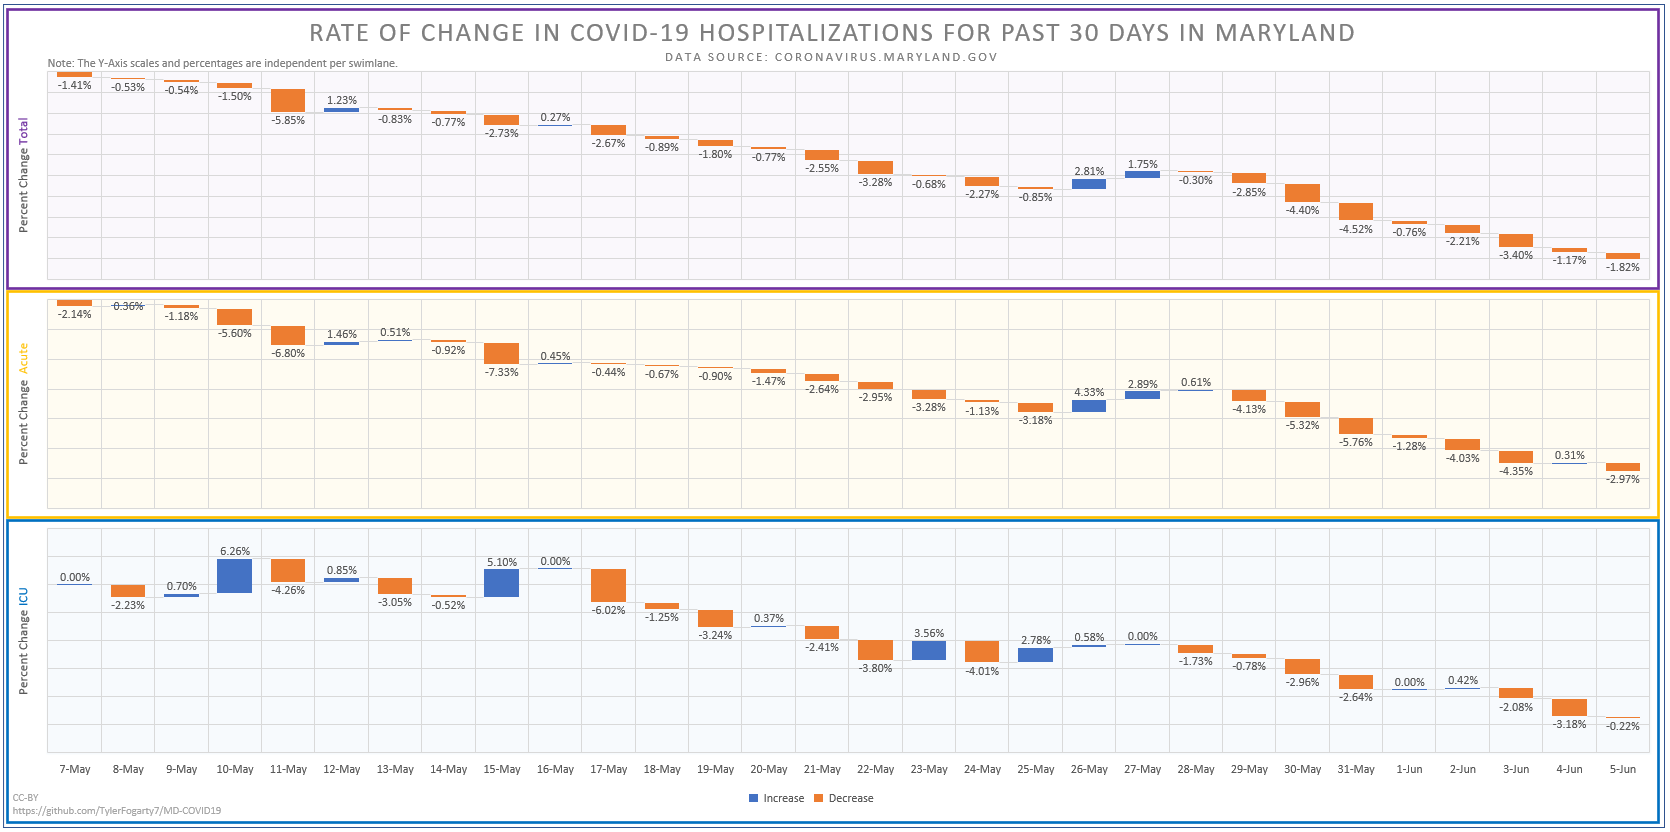 RATE OF CHANGE IN COVID-19 HOSPITALIZATIONS FOR PAST 30 DAYS IN MARYLAND
DATA SOURCE: CORONAVIRUS.MARYLAND.GOV
Note: The Y-Axis scales and percentages are independent per swimlane.
Percent Change Total
-1.41% -0.53% -0.54% -1.50% -5.85% 1.23% -0.83% -0.77% -2.73% 0.27% -2.67% -0.89% -1.80% -0.77% -2.55% -3.28% -0.68% -2.27% -0.85% 2.81% 1.75% -0.30% -2.85% -4.40% -4.52% -0.76% -2.21% -3.40% -1.17% -1.82%
Percent Change Acute
-2.14% 0.36% -1.18% -5.60% -6.80% 1.46% 0.51% -0.92% -7.33% 0.45% -0.44% -0.67% -0.90% -1.47% -2.64% -2.95% -3.28% -1.13% -3.18% 4.33% 2.89% 0.61% -4.13% -5.32% -5.76% -1.28% -4.03% -4.35% 0.31% -2.97%
Percent Change ICU
0.00% -2.23% 0.70% 6.26% -4.26% 0.85% -3.05% -0.52% 5.10% 0.00% -6.02% -1.25% -3.24% 0.37% -2.41% -3.80% 3.56% -4.01% 2.78% 0.58% 0.00% -1.73% -0.78% -2.96% -2.64% 0.00% 0.42% -2.08% -3.18% -0.22%
7-May 8-May 9-May 10-May 11-May 12-May 13-May 14-May 15-May 16-May 17-May 18-May 19-May 20-May 21-May 22-May 23-May 24-May 25-May 26-May 27-May 28-May 29-May 30-May 31-May 1-Jun 2-Jun 3-Jun 4-Jun 5-Jun
Increase Decrease
CC-BY
https://github.com/TylerFogarty7/MD-COVID19